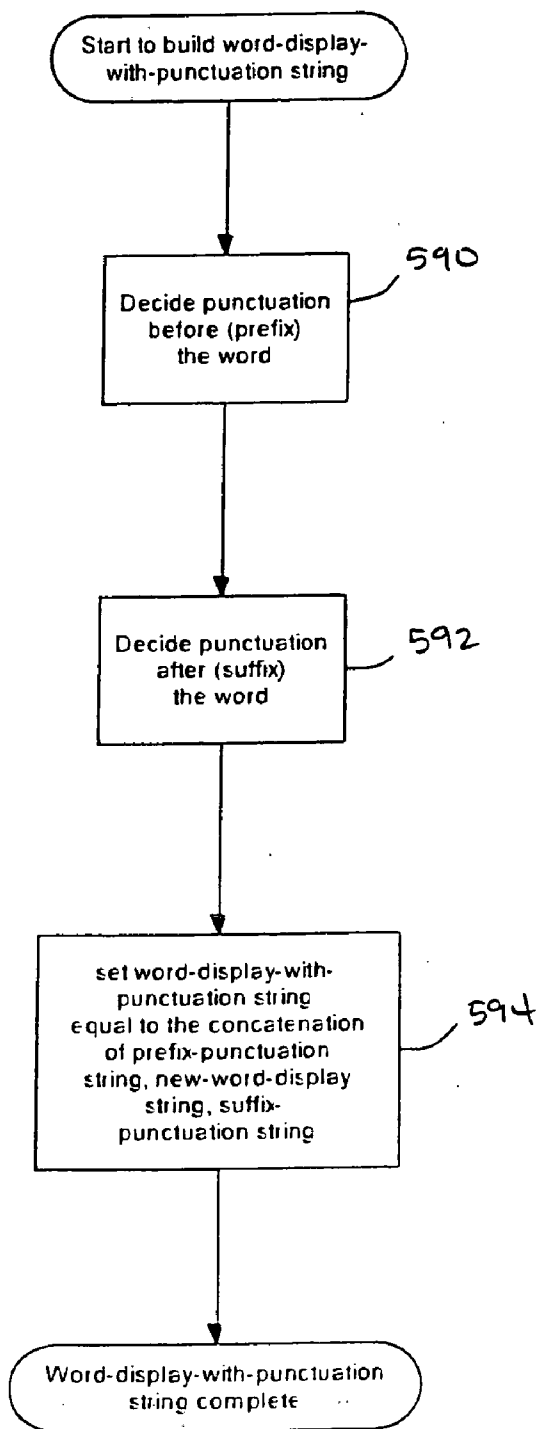 Start to build word-display-
with-punctuation string
590
Decide punctuation
before (prefix)
the word
592
Decide punctuation
after (suffix)
the word
set word-display-with-
punctuation string
equal to the concatenation
of prefix-punctuation
string, new-word-display
string, suffix-
punctuation string
594
Word-display-with-punctuation
string complete